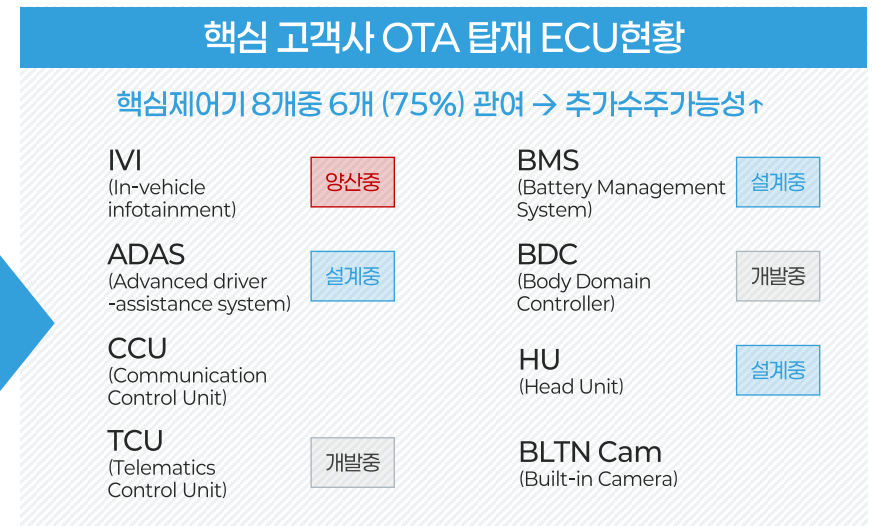 핵심 고객사 OTA 탑재 ECU현황
핵심제어기 8개중 6개 (75%) 관여 → 추가수주가능성↑
IVI
(In-vehicle
infotainment)
양산중
ADAS
(Advanced driver
-assistance system)
설계중
CCU
(Communication
Control Unit)
TCU
(Telematics
Control Unit)
개발중
BMS
(Battery Management
System)
설계중
BDC
(Body Domain
Controller)
개발중
HU
(Head Unit)
설계중
BLTN Cam
(Built-in Camera)